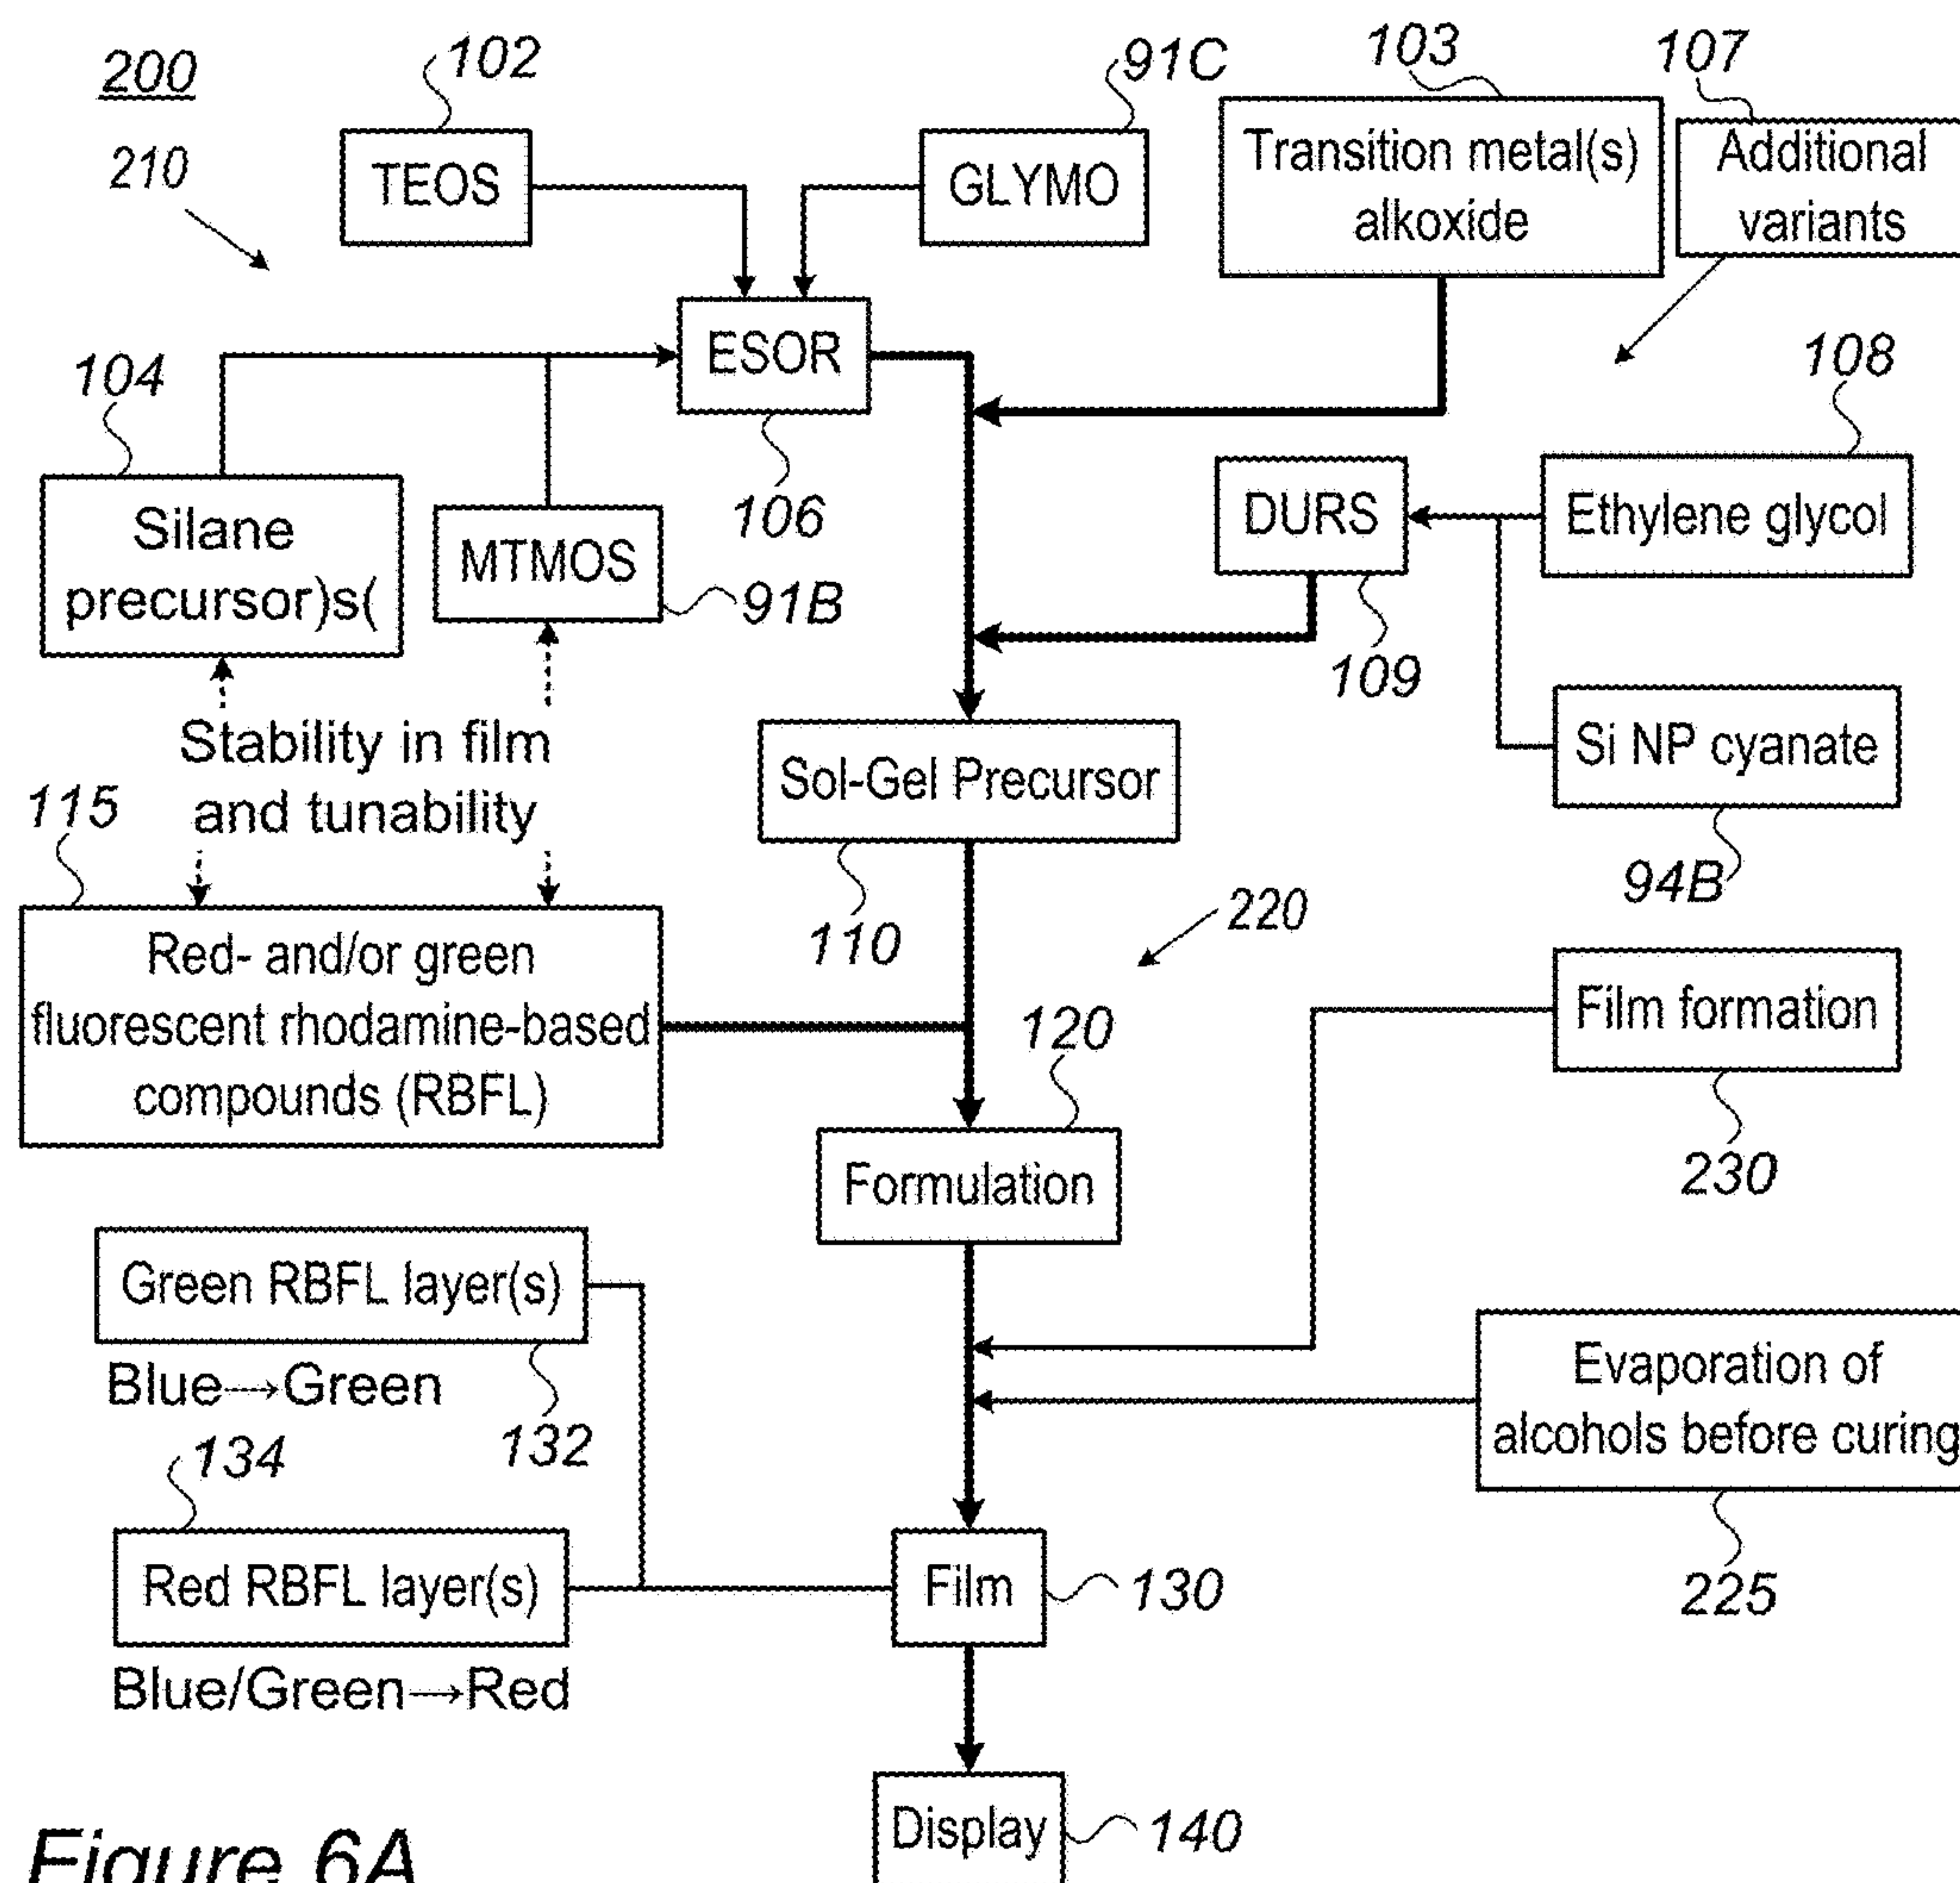 200
102
91C
103
107
210
TEOS
GLYMO
Transition metal(s)
alkoxide
Additional
variants
ESOR
104
108
106
Silane
precursor)s(
MTMOS
91B
DURS
Ethylene glycol
109
Si NP cyanate
94B
Stability in film
and tunability
Sol-Gel Precursor
115
110
220
Red- and/or green
fluorescent rhodamine-based
compounds (RBFL)
120
Film formation
230
Formulation
Green RBFL layer(s)
Blue→Green
132
Evaporation of
alcohols before curing
225
134
Red RBFL layer(s)
Blue/Green→Red
Film
130
Display
140
Figure 6A